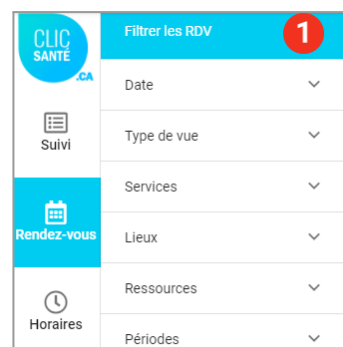 CLIC
SANTÉ
.CA
Suivi
Rendez-vous
Horaires
Filtrer les RDV
1
Date
Type de vue
Services
Lieux
Ressources
Périodes